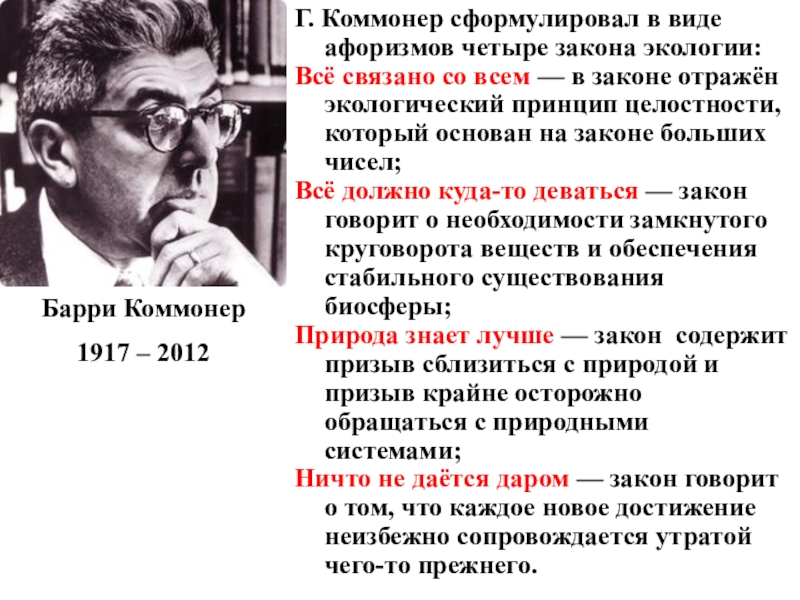 Г. Коммонер сформулировал в виде
афоризмов четыре закона экологии:
Всё связано со всем — в законе отражён
экологический принцип целостности,
который основан на законе больших
чисел;
Всё должно куда-то деваться — закон
говорит о необходимости замкнутого
круговорота веществ и обеспечения
стабильного существования
биосферы;
Природа знает лучше — закон содержит
призыв сблизиться с природой и
призыв крайне осторожно
обращаться с природными
системами;
Ничто не даётся даром — закон говорит
о том, что каждое новое достижение
неизбежно сопровождается утратой
чего-то прежнего.
Барри Коммонер
1917 – 2012